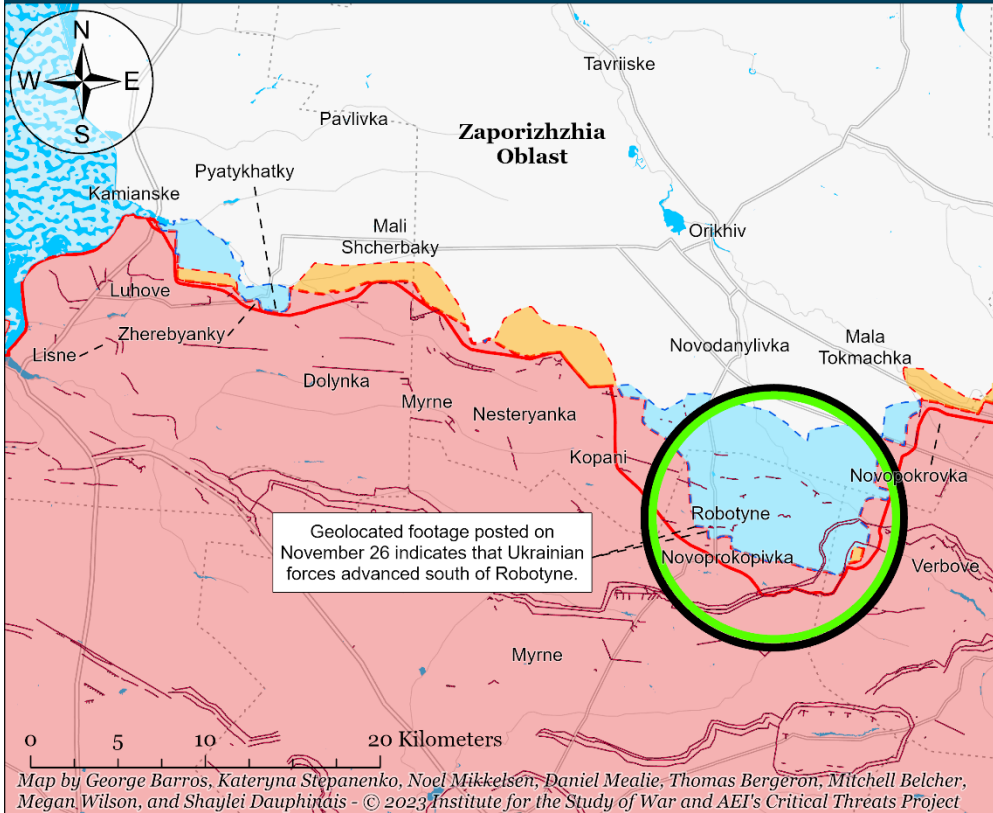 N
W
E
S
Tavriiske
Pavlivka
Zaporizhzhia
Oblast
Pyatykhatky
Kamianske
Mali
Shcherbaky
Orikhiv
Luhove
Zherebyanky
Lisne
Novodanylivka
Mala
Tokmachka
Dolynka
Myrne
Nesteryanka
Kopani
Novopokrovka
Robotyne
Geolocated footage posted on
November 26 indicates that Ukrainian
forces advanced south of Robotyne.
Novoprokopivka
Verbove
Myrne
0 5 10 20 Kilometers
Map by George Barros, Kateryna Stepanenko, Noel Mikkelsen, Daniel Mealie, Thomas Bergeron, Mitchell Belcher,
Megan Wilson, and Shaylei Dauphinais - © 2023 Institute for the Study of War and AEI's Critical Threats Project